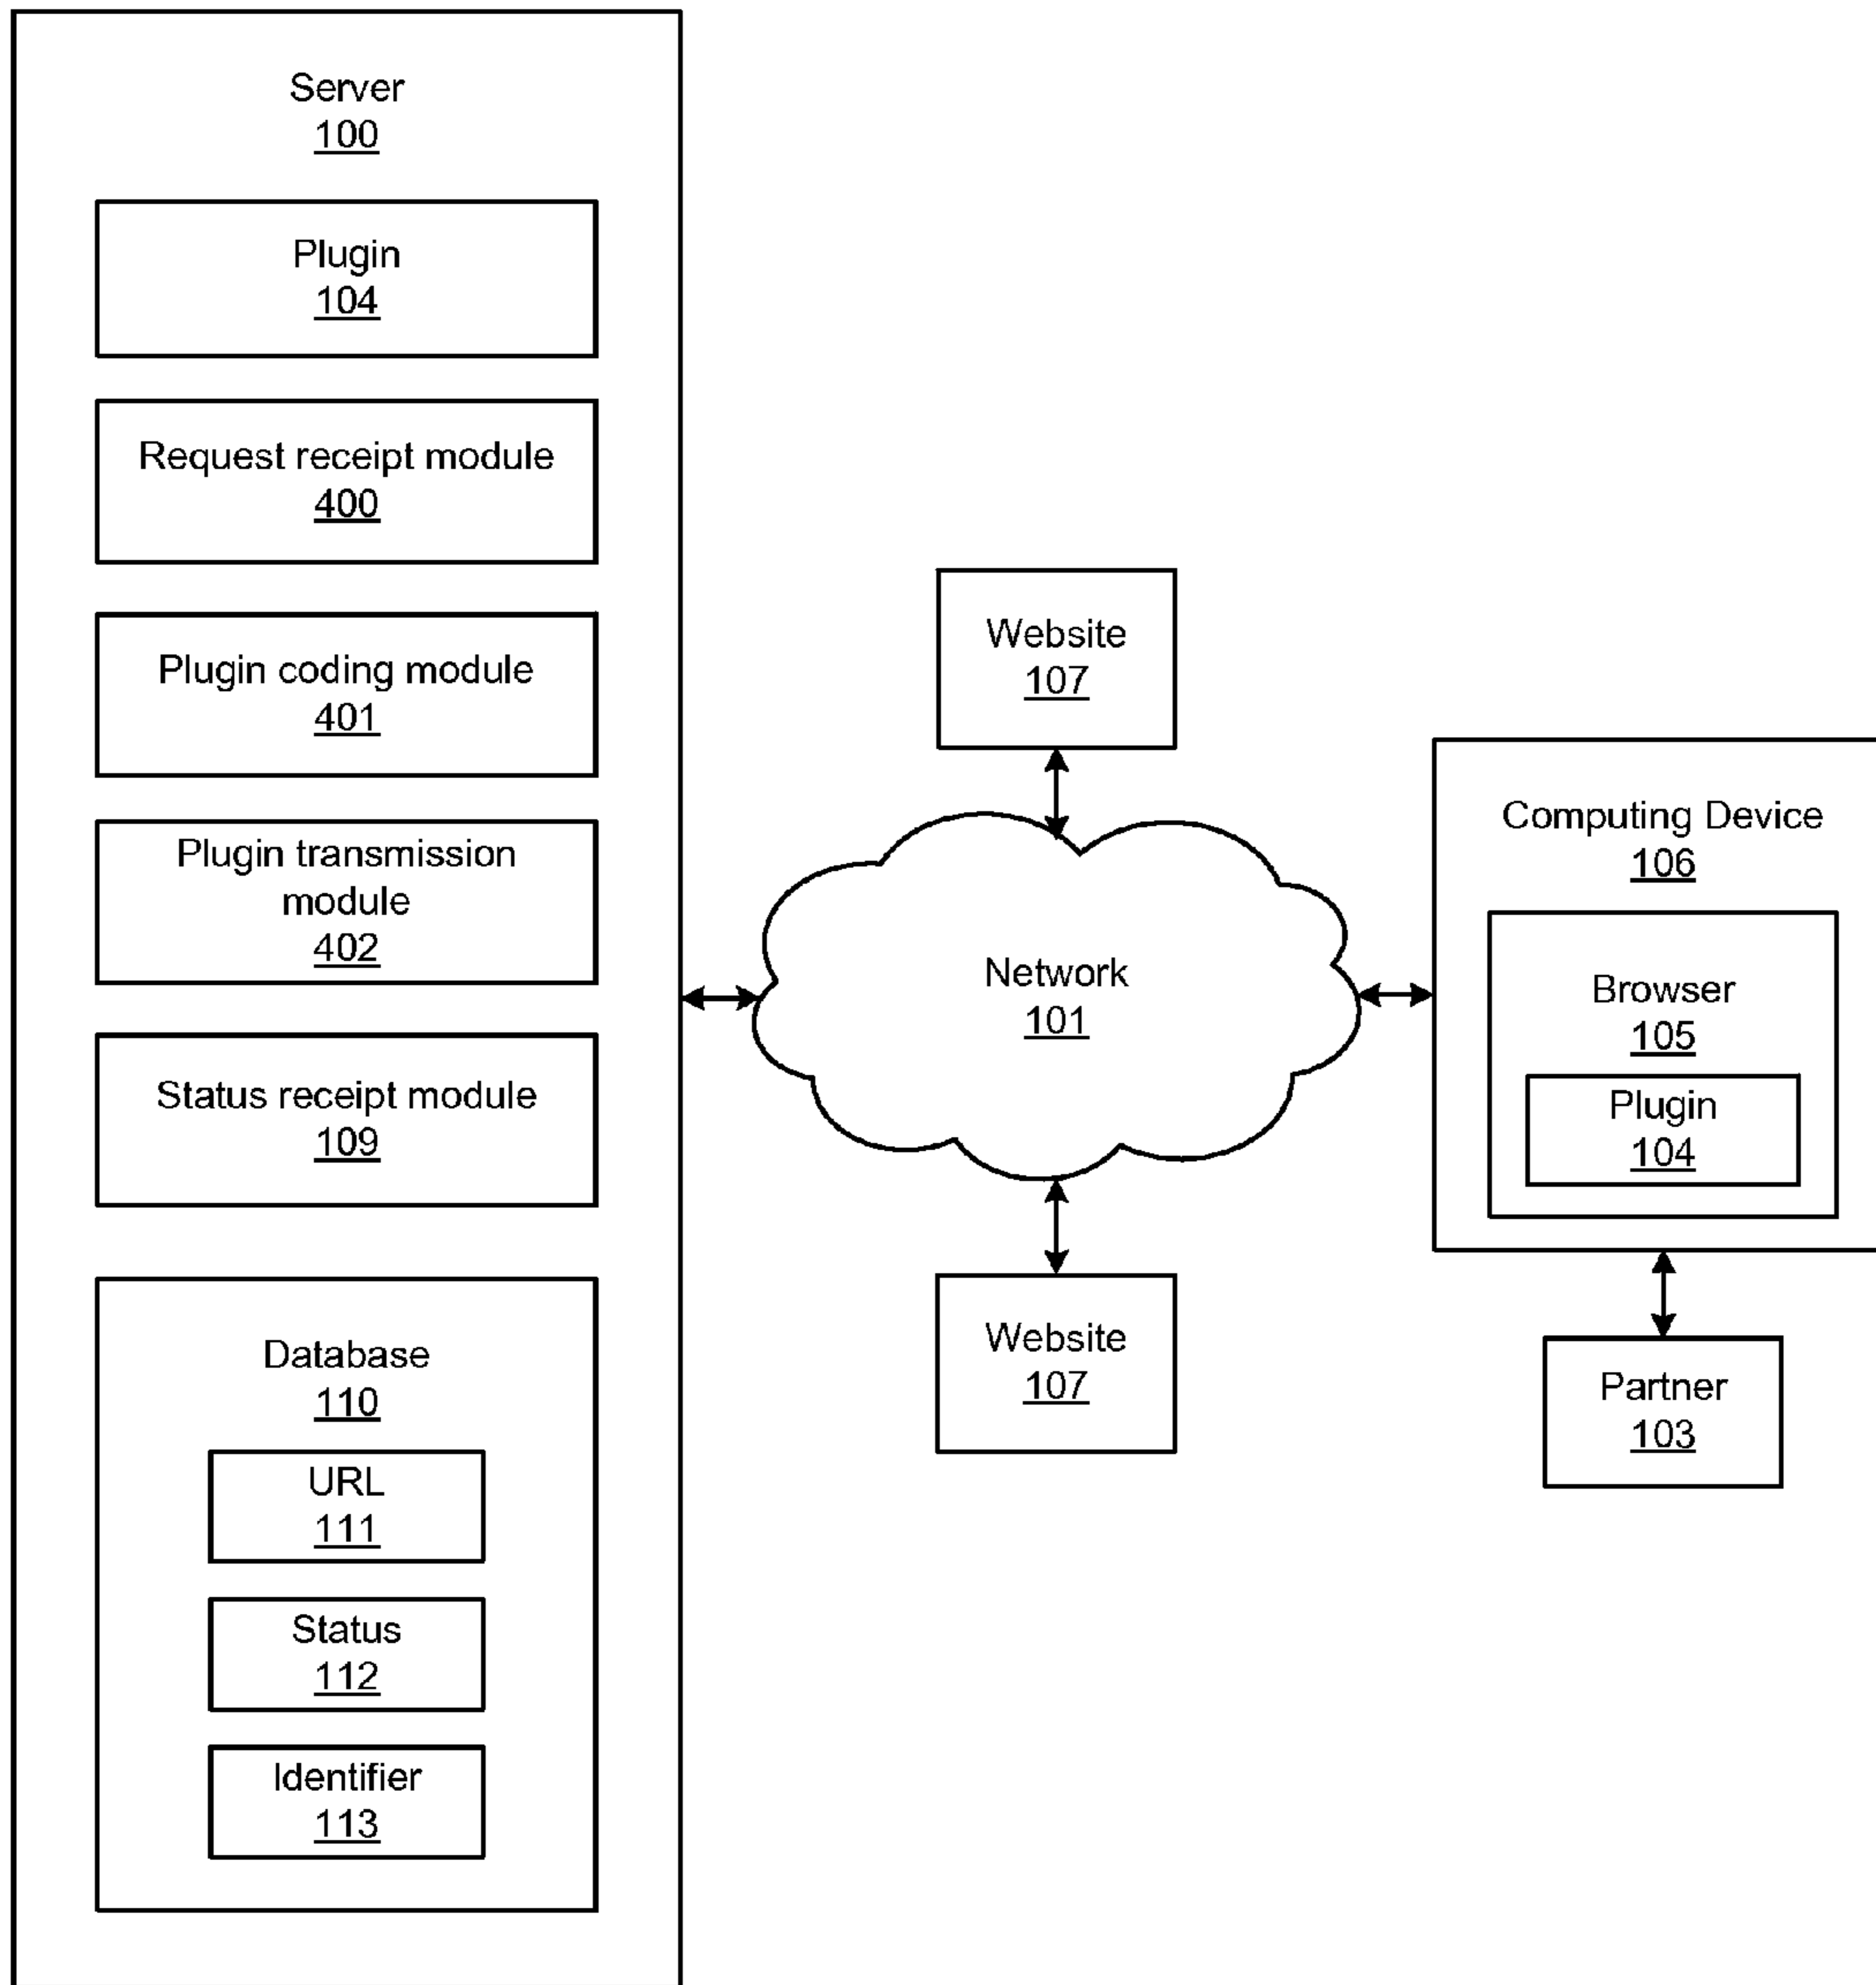 Server
100
Plugin
104
Request receipt module
400
Plugin coding module
401
Plugin transmission
module
402
Status receipt module
109
Database
110
URL
111
Status
112
Identifier
113
Website
107
Network
101
Website
107
Computing Device
106
Browser
105
Plugin
104
Partner
103